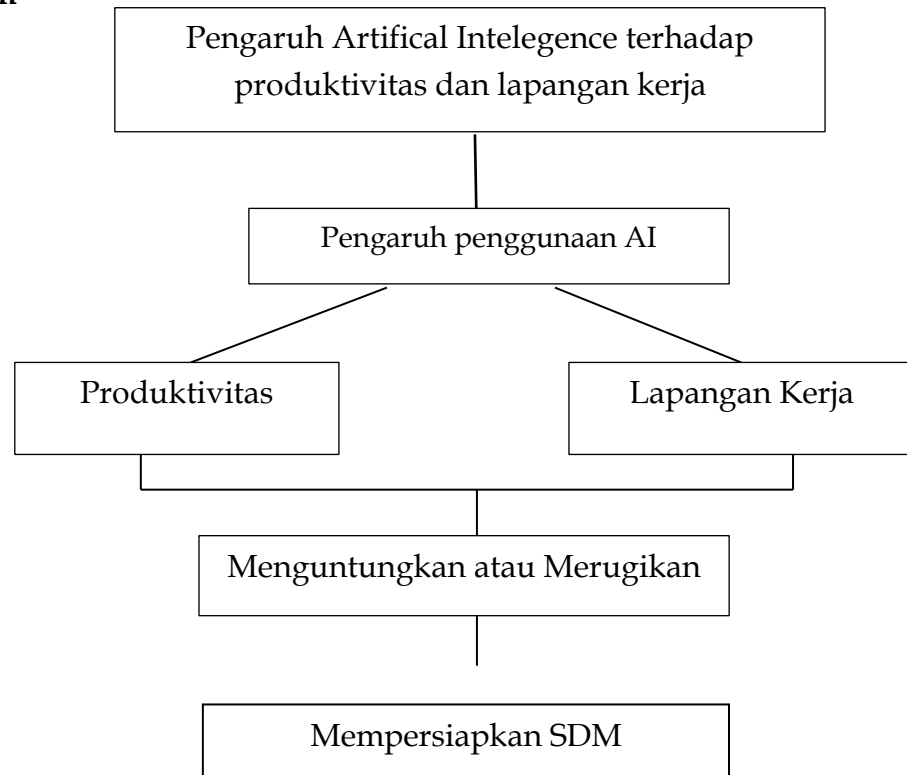 Pengaruh Artifical Intelegence terhadap
produktivitas dan lapangan kerja
Pengaruh penggunaan AI
Produktivitas
Lapangan Kerja
Menguntungkan atau Merugikan
Mempersiapkan SDM